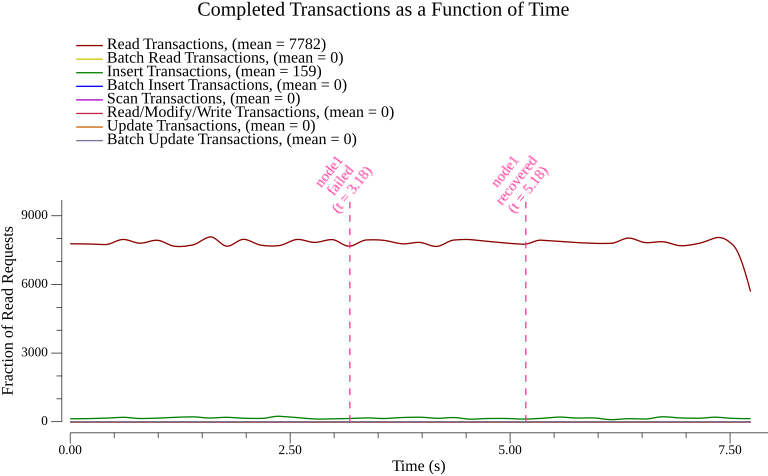 Completed Transactions as a Function of Time
Read Transactions, (mean = 7782)
Batch Read Transactions, (mean = 0)
Insert Transactions, (mean = 159)
Batch Insert Transactions, (mean = 0)
Scan Transactions, (mean = 0)
Read/Modify/Write Transactions, (mean = 0)
Update Transactions, (mean = 0)
Batch Update Transactions, (mean = 0)
node1
failed
(t = 3.18)
node1
recovered
(t = 5.18)
Fraction of Read Requests
9000
6000
3000
0
0.00
2.50
5.00
7.50
Time (s)